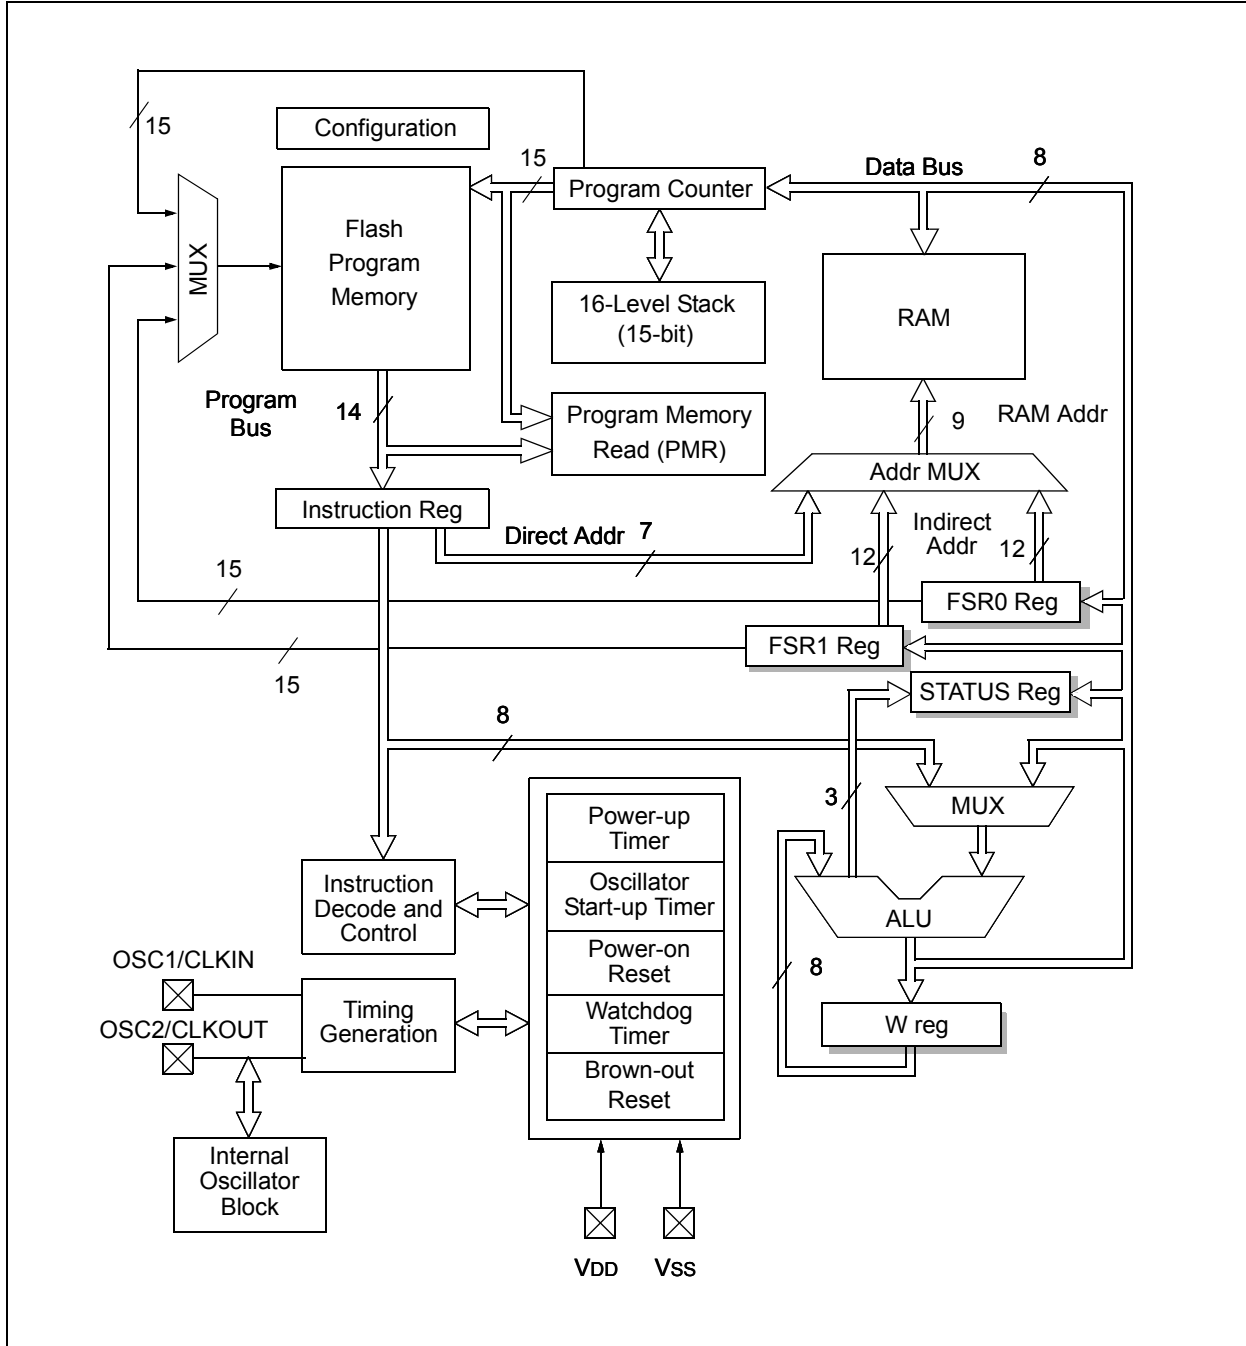 15
Configuration
15
Program Counter
Data Bus
8
MUX
Flash
Program
Memory
16-Level Stack
(15-bit)
RAM
Program
Bus
14
Program Memory
Read (PMR)
9
RAM Addr
Addr MUX
Instruction Reg
Direct Addr
7
12
Indirect
Addr
12
15
FSR0 Reg
15
FSR1 Reg
STATUS Reg
8
3
MUX
Power-up
Timer
Oscillator
Start-up Timer
Power-on
Reset
Watchdog
Timer
Brown-out
Reset
Instruction
Decode and
Control
ALU
8
W reg
OSC1/CLKIN
OSC2/CLKOUT
Timing
Generation
Internal
Oscillator
Block
VDD
VSS